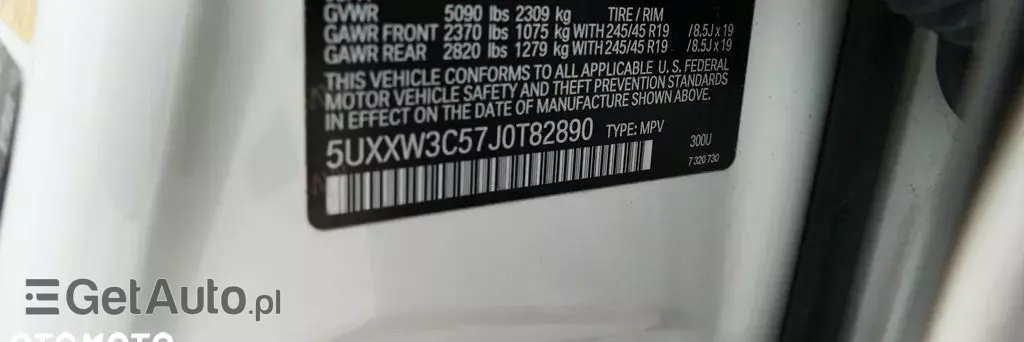 GVWR 5090 lbs 2309 kg TIRE / RIM
GAWR FRONT 2370 lbs 1075 kg WITH 245/45 R19 /8.5J x 19
GAWR REAR 2820 lbs 1279 kg WITH 245/45 R19 /8.5J x 19
THIS VEHICLE CONFORMS TO ALL APPLICABLE U. S. FEDERAL
MOTOR VEHICLE SAFETY AND THEFT PREVENTION STANDARDS
IN EFFECT ON THE DATE OF MANUFACTURE SHOWN ABOVE.
5UXXW3C57J0T82890 TYPE: MPV
300U
7 320 730
GetAuto.pl
OTOMOTO